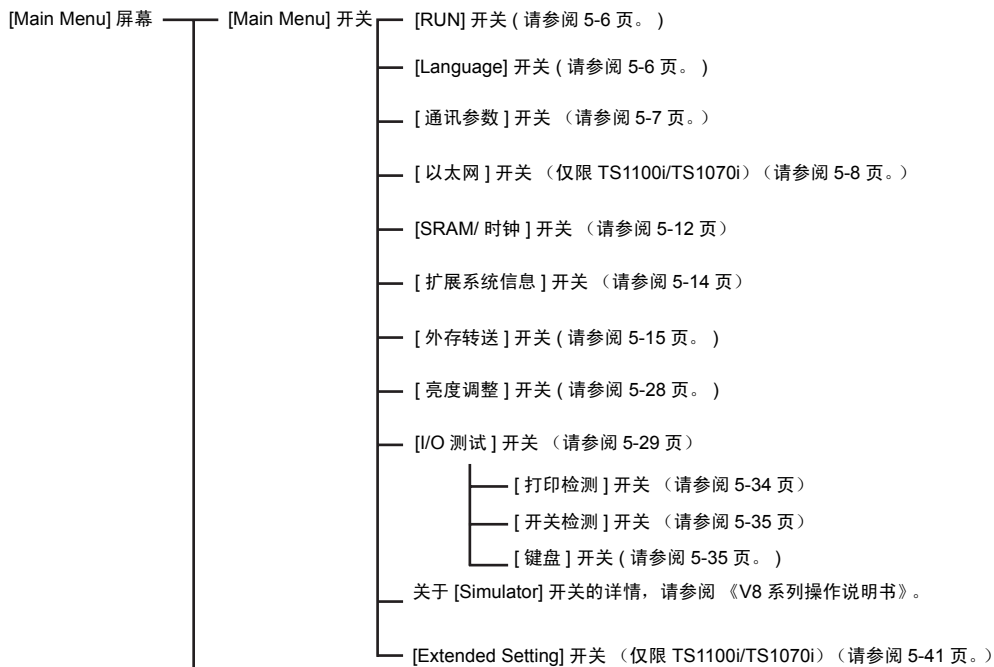 [Main Menu] 屏幕
[Main Menu] 开关
[RUN] 开关 ( 请参阅 5-6 页。 )
[Language] 开关 ( 请参阅 5-6 页。 )
[ 通讯参数 ] 开关 （请参阅 5-7 页。）
[ 以太网 ] 开关 （仅限 TS1100i/TS1070i）（请参阅 5-8 页。）
[SRAM/ 时钟 ] 开关 （请参阅 5-12 页）
[ 扩展系统信息 ] 开关 （请参阅 5-14 页）
[ 外存转送 ] 开关 ( 请参阅 5-15 页。 )
[ 亮度调整 ] 开关 ( 请参阅 5-28 页。 )
[I/O 测试 ] 开关 （请参阅 5-29 页）
[ 打印检测 ] 开关 （请参阅 5-34 页）
[ 开关检测 ] 开关 （请参阅 5-35 页）
[ 键盘 ] 开关 ( 请参阅 5-35 页。 )
关于 [Simulator] 开关的详情，请参阅 《V8 系列操作说明书》。
[Extended Setting] 开关 （仅限 TS1100i/TS1070i）（请参阅 5-41 页。）